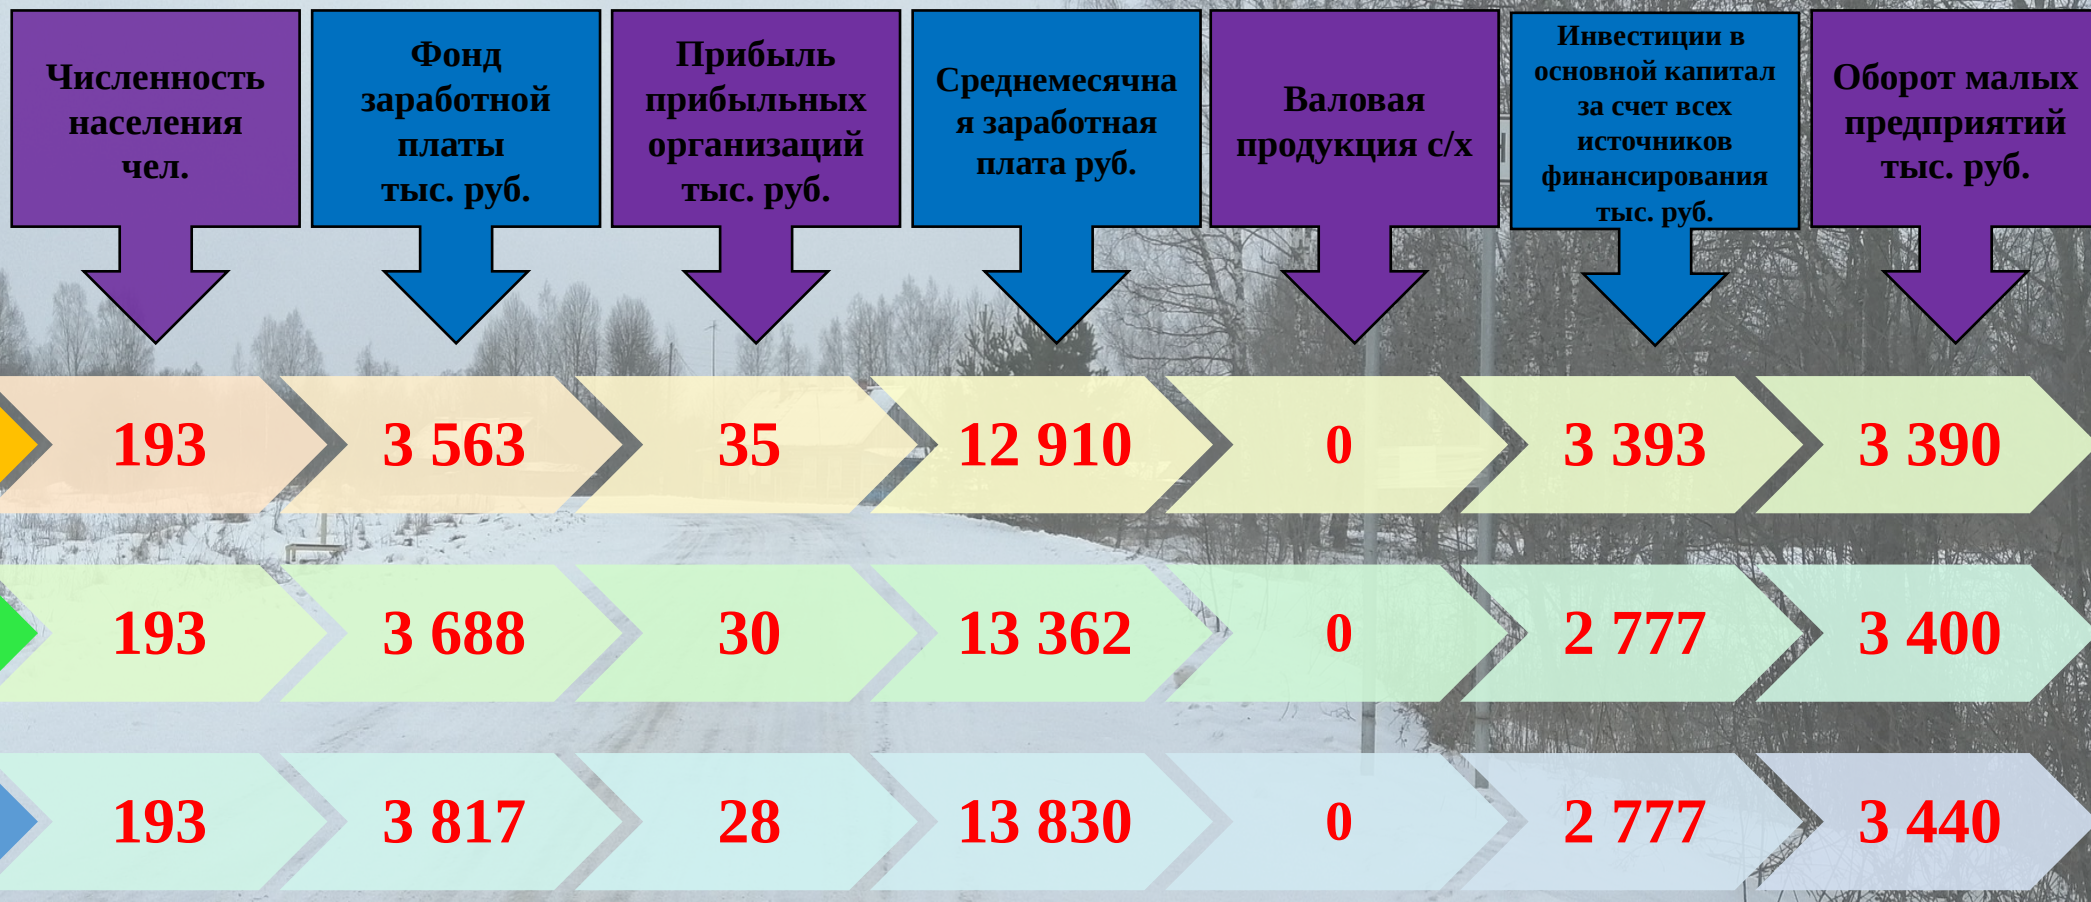 Численность
населения
чел.
Фонд
заработной
платы
тыс. руб.
Прибыль
прибыльных
организаций
тыс. руб.
Среднемесячна
я заработная
плата руб.
Валовая
продукция с/х
Инвестиции в
основной капитал
за счет всех
источников
финансирования
тыс. руб.
Оборот малых
предприятий
тыс. руб.
193 3 563 35 12 910 0 3 393 3 390
193 3 688 30 13 362 0 2 777 3 400
193 3 817 28 13 830 0 2 777 3 440